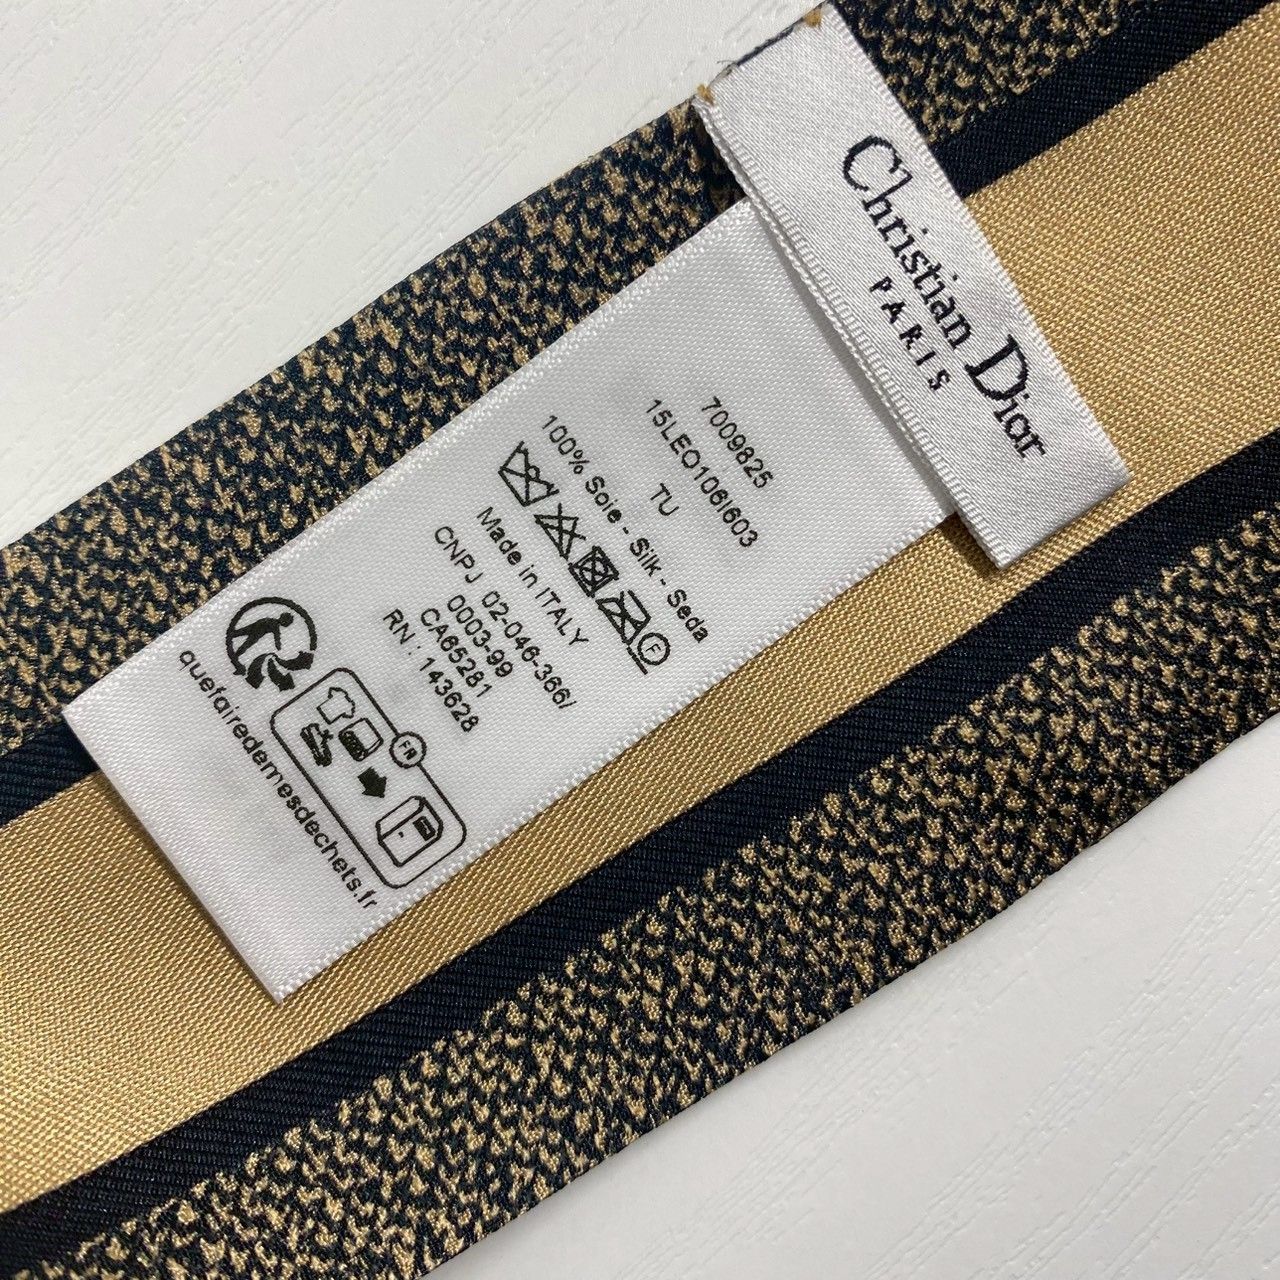 Christian Dior
PARIS
7009825
15LEO106I603
TU
100% Soie - Silk - Seda
F
Made in ITALY
CNPJ 02-046-366/
0003-99
CA65281
RN : 143628
FR
quefairedemesdechets.fr